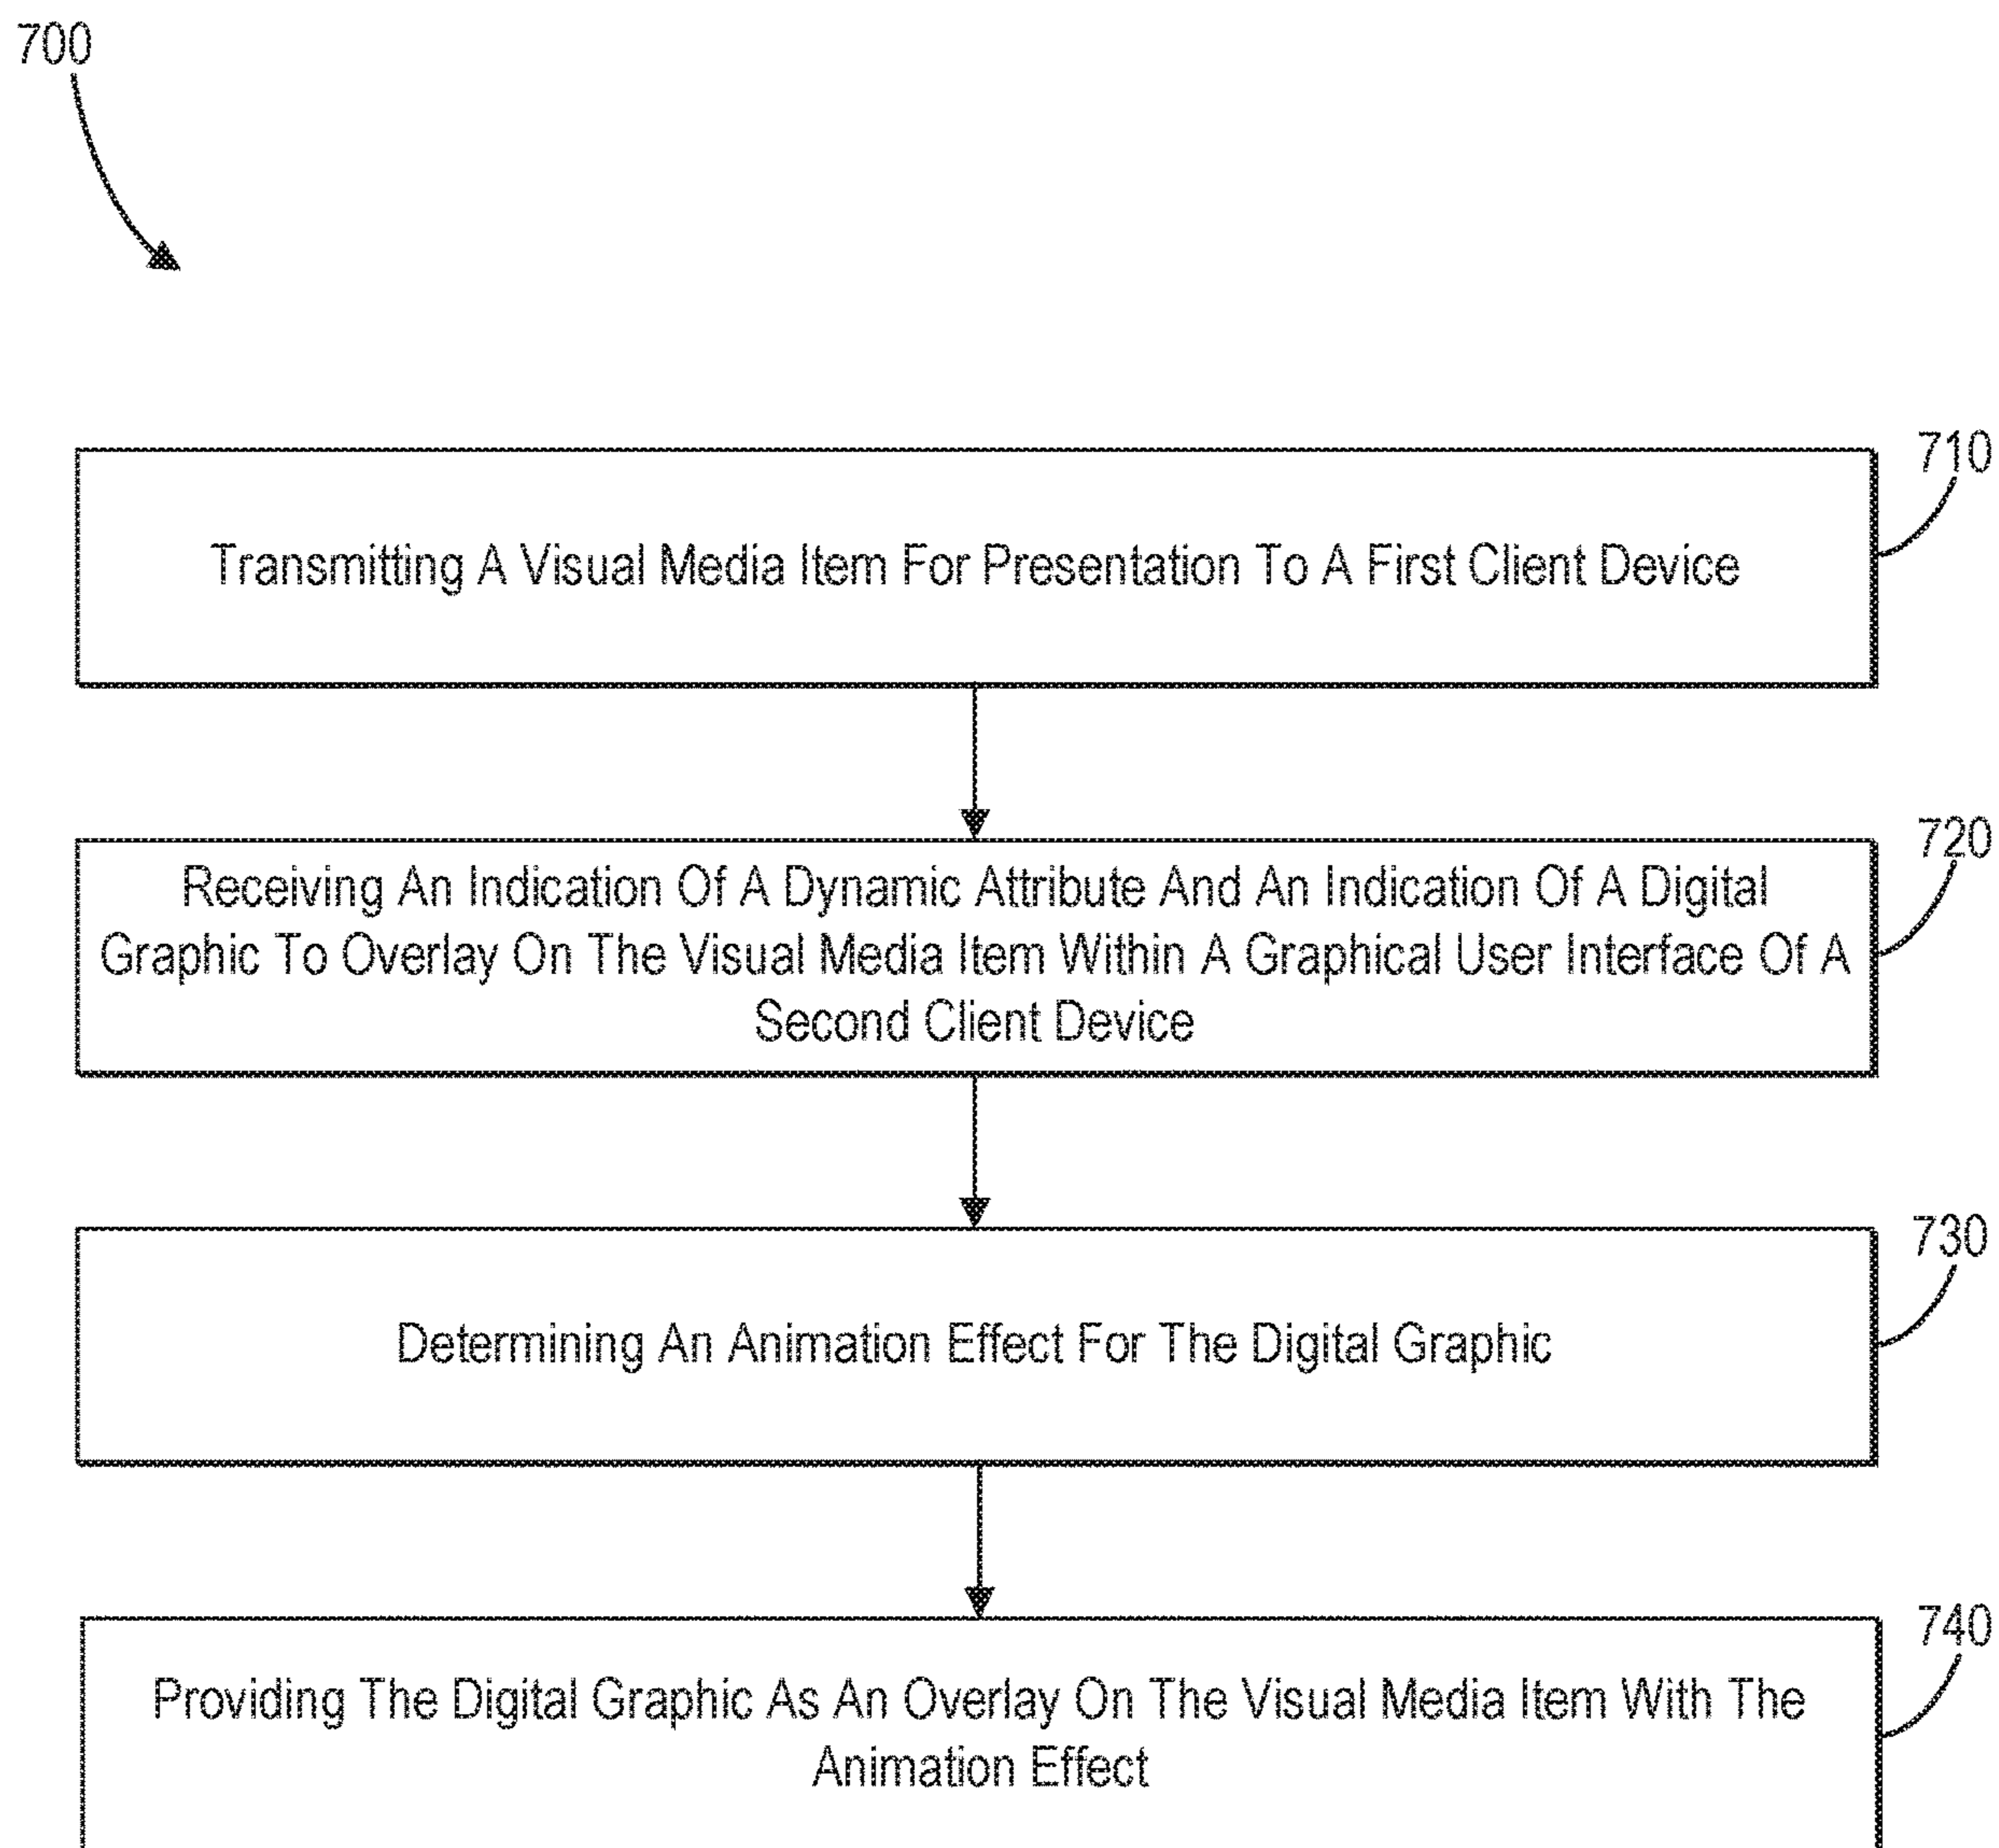 700
710
Transmitting A Visual Media Item For Presentation To A First Client Device
720
Receiving An Indication Of A Dynamic Attribute And An Indication Of A Digital
Graphic To Overlay On The Visual Media Item Within A Graphical User Interface Of A
Second Client Device
730
Determining An Animation Effect For The Digital Graphic
740
Providing The Digital Graphic As An Overlay On The Visual Media Item With The
Animation Effect